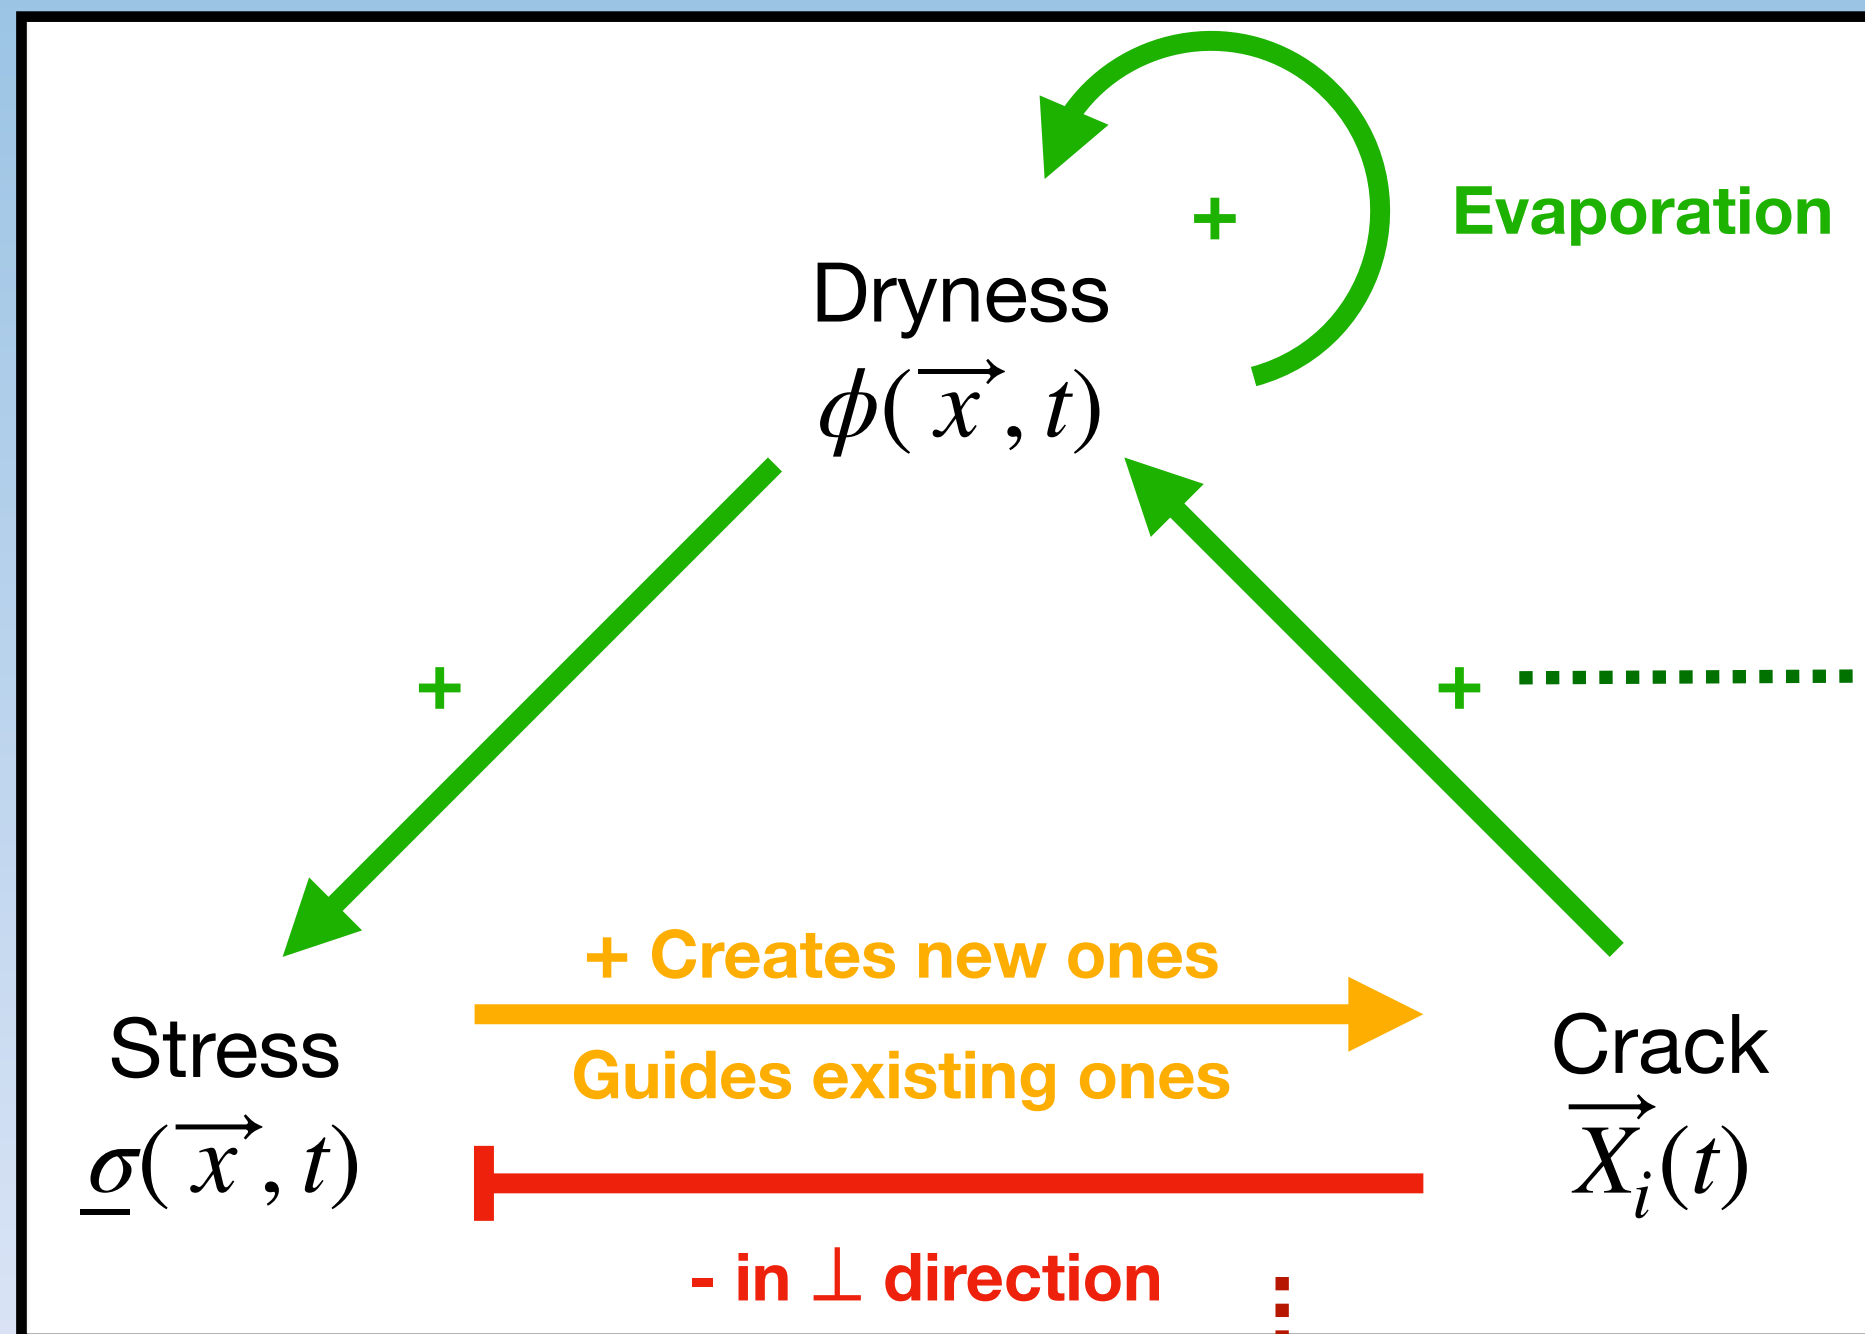 +
Evaporation
Dryness
ϕ(x⃗, t)
+
+
+ Creates new ones
Guides existing ones
Stress
σ̲(x⃗, t)
Crack
X⃗ᵢ(t)
- in ⊥ direction